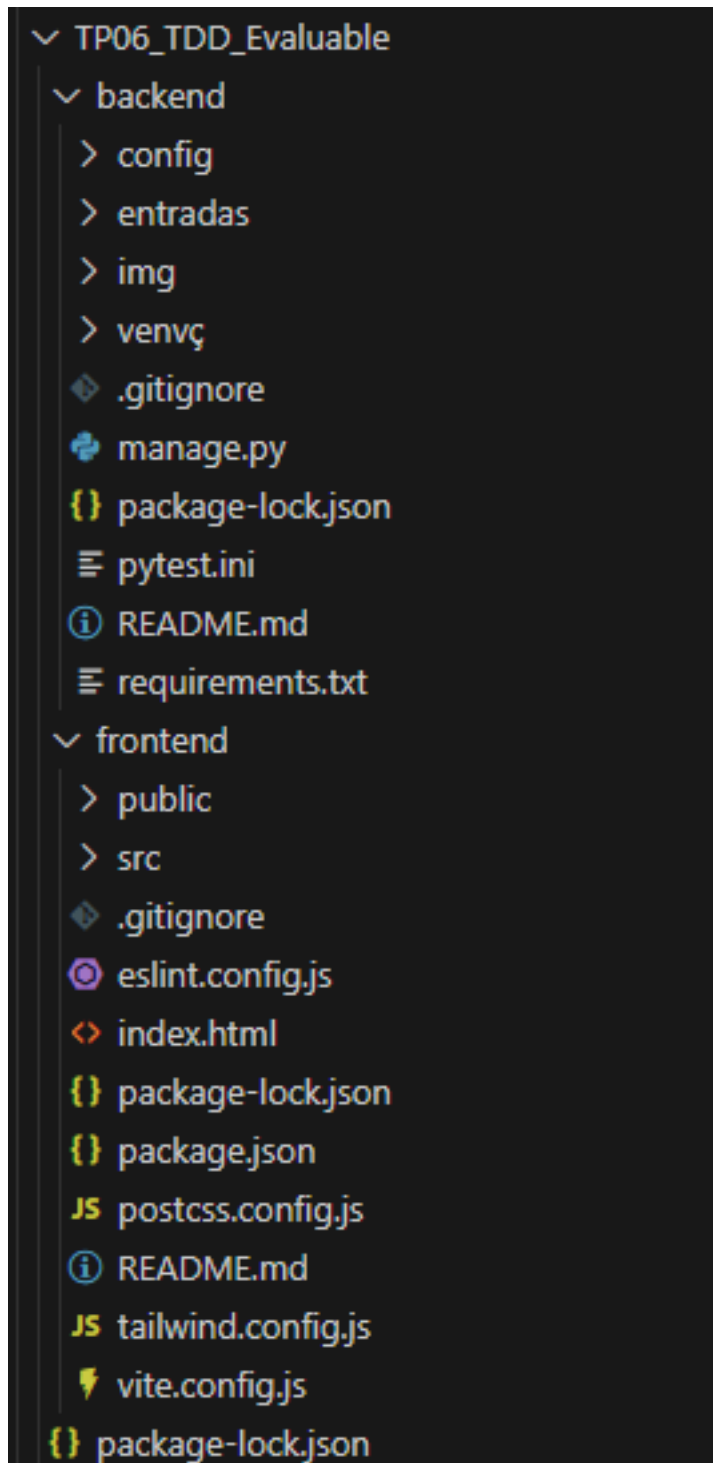 TP06_TDD_Evaluable
backend
config
entradas
img
venvç
.gitignore
manage.py
{} package-lock.json
pytest.ini
README.md
requirements.txt
frontend
public
src
.gitignore
eslint.config.js
<> index.html
{} package-lock.json
{} package.json
JS postcss.config.js
README.md
JS tailwind.config.js
vite.config.js
{} package-lock.json